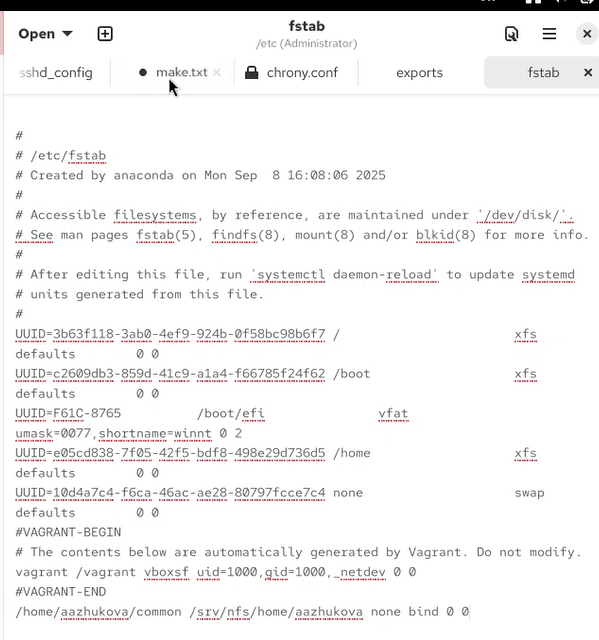 Open
fstab
/etc (Administrator)
sshd_config
make.txt
chrony.conf
exports
fstab
#
# /etc/fstab
# Created by anaconda on Mon Sep  8 16:08:06 2025
#
# Accessible filesystems, by reference, are maintained under '/dev/disk/'.
# See man pages fstab(5), findfs(8), mount(8) and/or blkid(8) for more info.
#
# After editing this file, run 'systemctl daemon-reload' to update systemd
# units generated from this file.
#
UUID=3b63f118-3ab0-4ef9-924b-0f58bc98b6f7 /                       xfs
defaults        0 0
UUID=c2609db3-859d-41c9-a1a4-f66785f24f62 /boot                   xfs
defaults        0 0
UUID=F61C-8765          /boot/efi               vfat
umask=0077,shortname=winnt 0 2
UUID=e05cd838-7f05-42f5-bdf8-498e29d736d5 /home                   xfs
defaults        0 0
UUID=10d4a7c4-f6ca-46ac-ae28-80797fcce7c4 none                    swap
defaults        0 0
#VAGRANT-BEGIN
# The contents below are automatically generated by Vagrant. Do not modify.
vagrant /vagrant vboxsf uid=1000,gid=1000,_netdev 0 0
#VAGRANT-END
/home/aazhukova/common /srv/nfs/home/aazhukova none bind 0 0